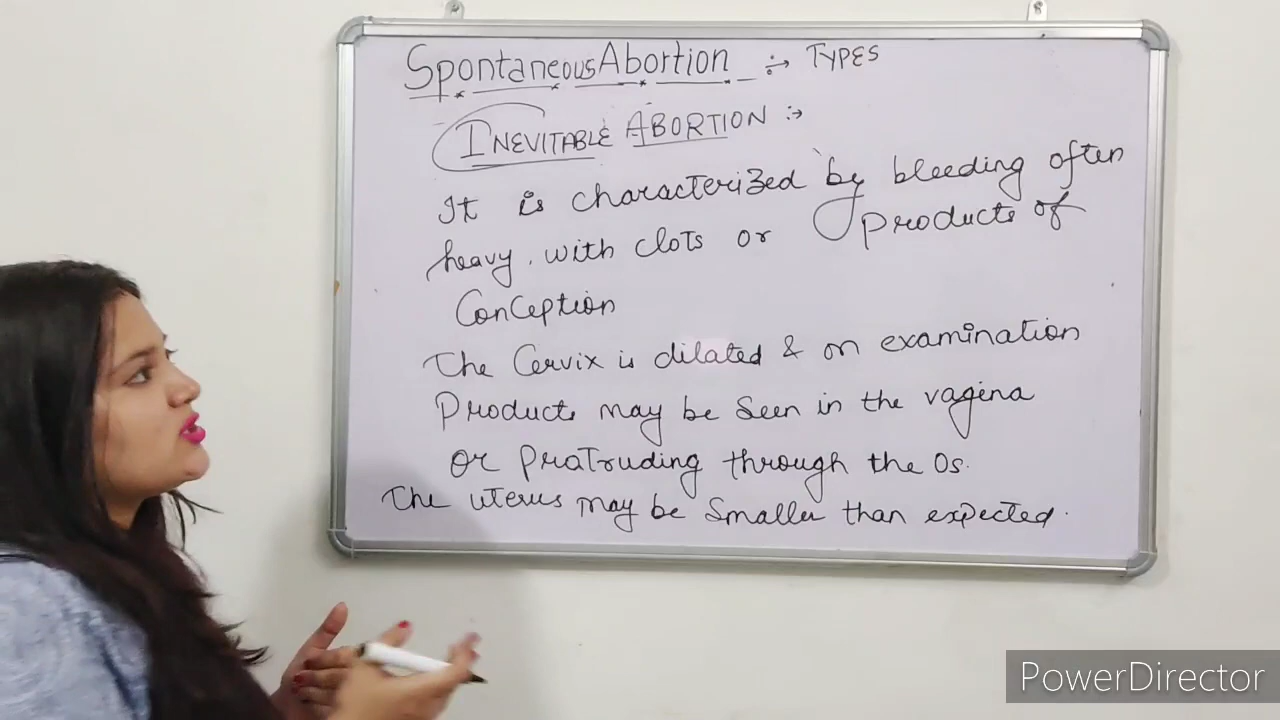 Spontaneous Abortion :→ TYPES
INEVITABLE ABORTION :→
It is characterized by bleeding often
heavy, with clots or products of
Conception
The Cervix is dilated & on examination
Products may be seen in the vagina
or pratruding through the Os.
The uterus may be smaller than expected.
PowerDirector